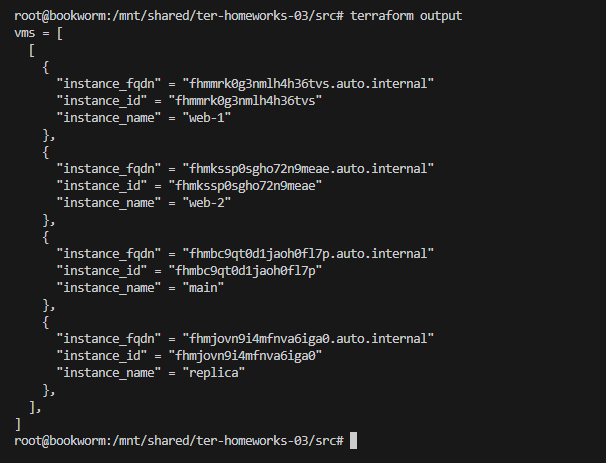 root@bookworm:/mnt/shared/ter-homeworks-03/src# terraform output
vms = [
  [
    {
      "instance_fqdn" = "fhmmrk0g3nmlh4h36tvs.auto.internal"
      "instance_id" = "fhmmrk0g3nmlh4h36tvs"
      "instance_name" = "web-1"
    },
    {
      "instance_fqdn" = "fhmkssp0sgho72n9meae.auto.internal"
      "instance_id" = "fhmkssp0sgho72n9meae"
      "instance_name" = "web-2"
    },
    {
      "instance_fqdn" = "fhmbc9qt0d1jaoh0fl7p.auto.internal"
      "instance_id" = "fhmbc9qt0d1jaoh0fl7p"
      "instance_name" = "main"
    },
    {
      "instance_fqdn" = "fhmjovn9i4mfnva6iga0.auto.internal"
      "instance_id" = "fhmjovn9i4mfnva6iga0"
      "instance_name" = "replica"
    },
  ],
]
root@bookworm:/mnt/shared/ter-homeworks-03/src#